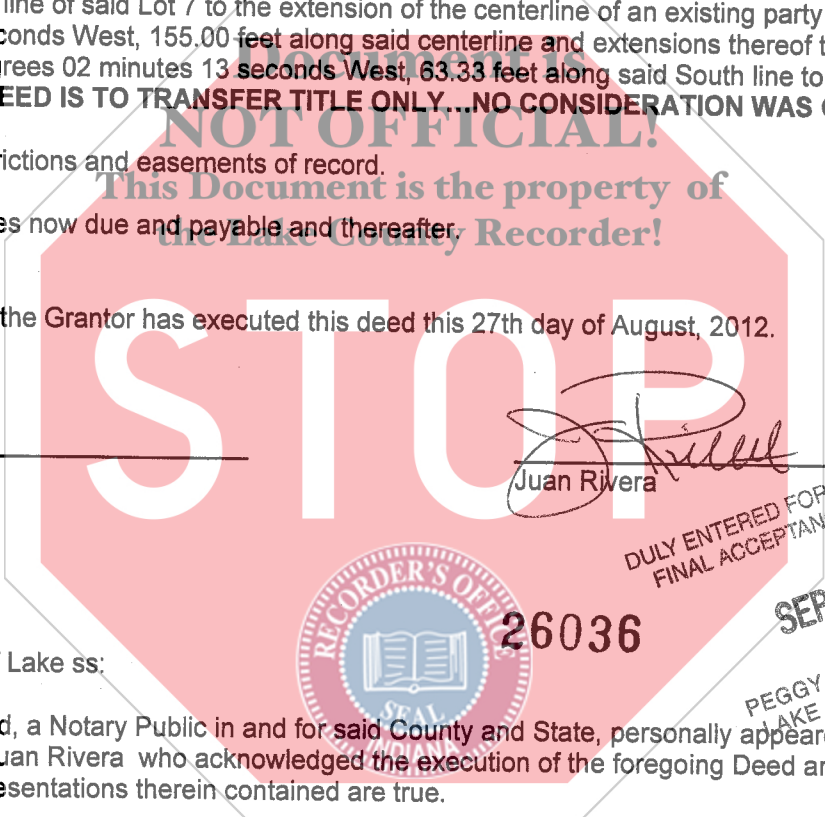 line of said Lot 7 to the extension of the centerline of an existing party
conds West, 155.00 feet along said centerline and extensions thereof t
rees 02 minutes 13 seconds West, 63.33 feet along said South line to
EED IS TO TRANSFER TITLE ONLY...NO CONSIDERATION WAS
Document is
NOT OFFICIAL!
This Document is the property of
the Lake County Recorder!
ictions and easements of record.
es now due and payable and thereafter.
the Grantor has executed this deed this 27th day of August, 2012.
STOP
Juan Rivera
DULY ENTERED FOR
FINAL ACCEPTAN
SEP
26036
RECORDER'S OFFICE
SEAL
INDIANA
Lake ss:
PEGGY
LAKE
d, a Notary Public in and for said County and State, personally appeare
uan Rivera who acknowledged the execution of the foregoing Deed an
esentations therein contained are true.